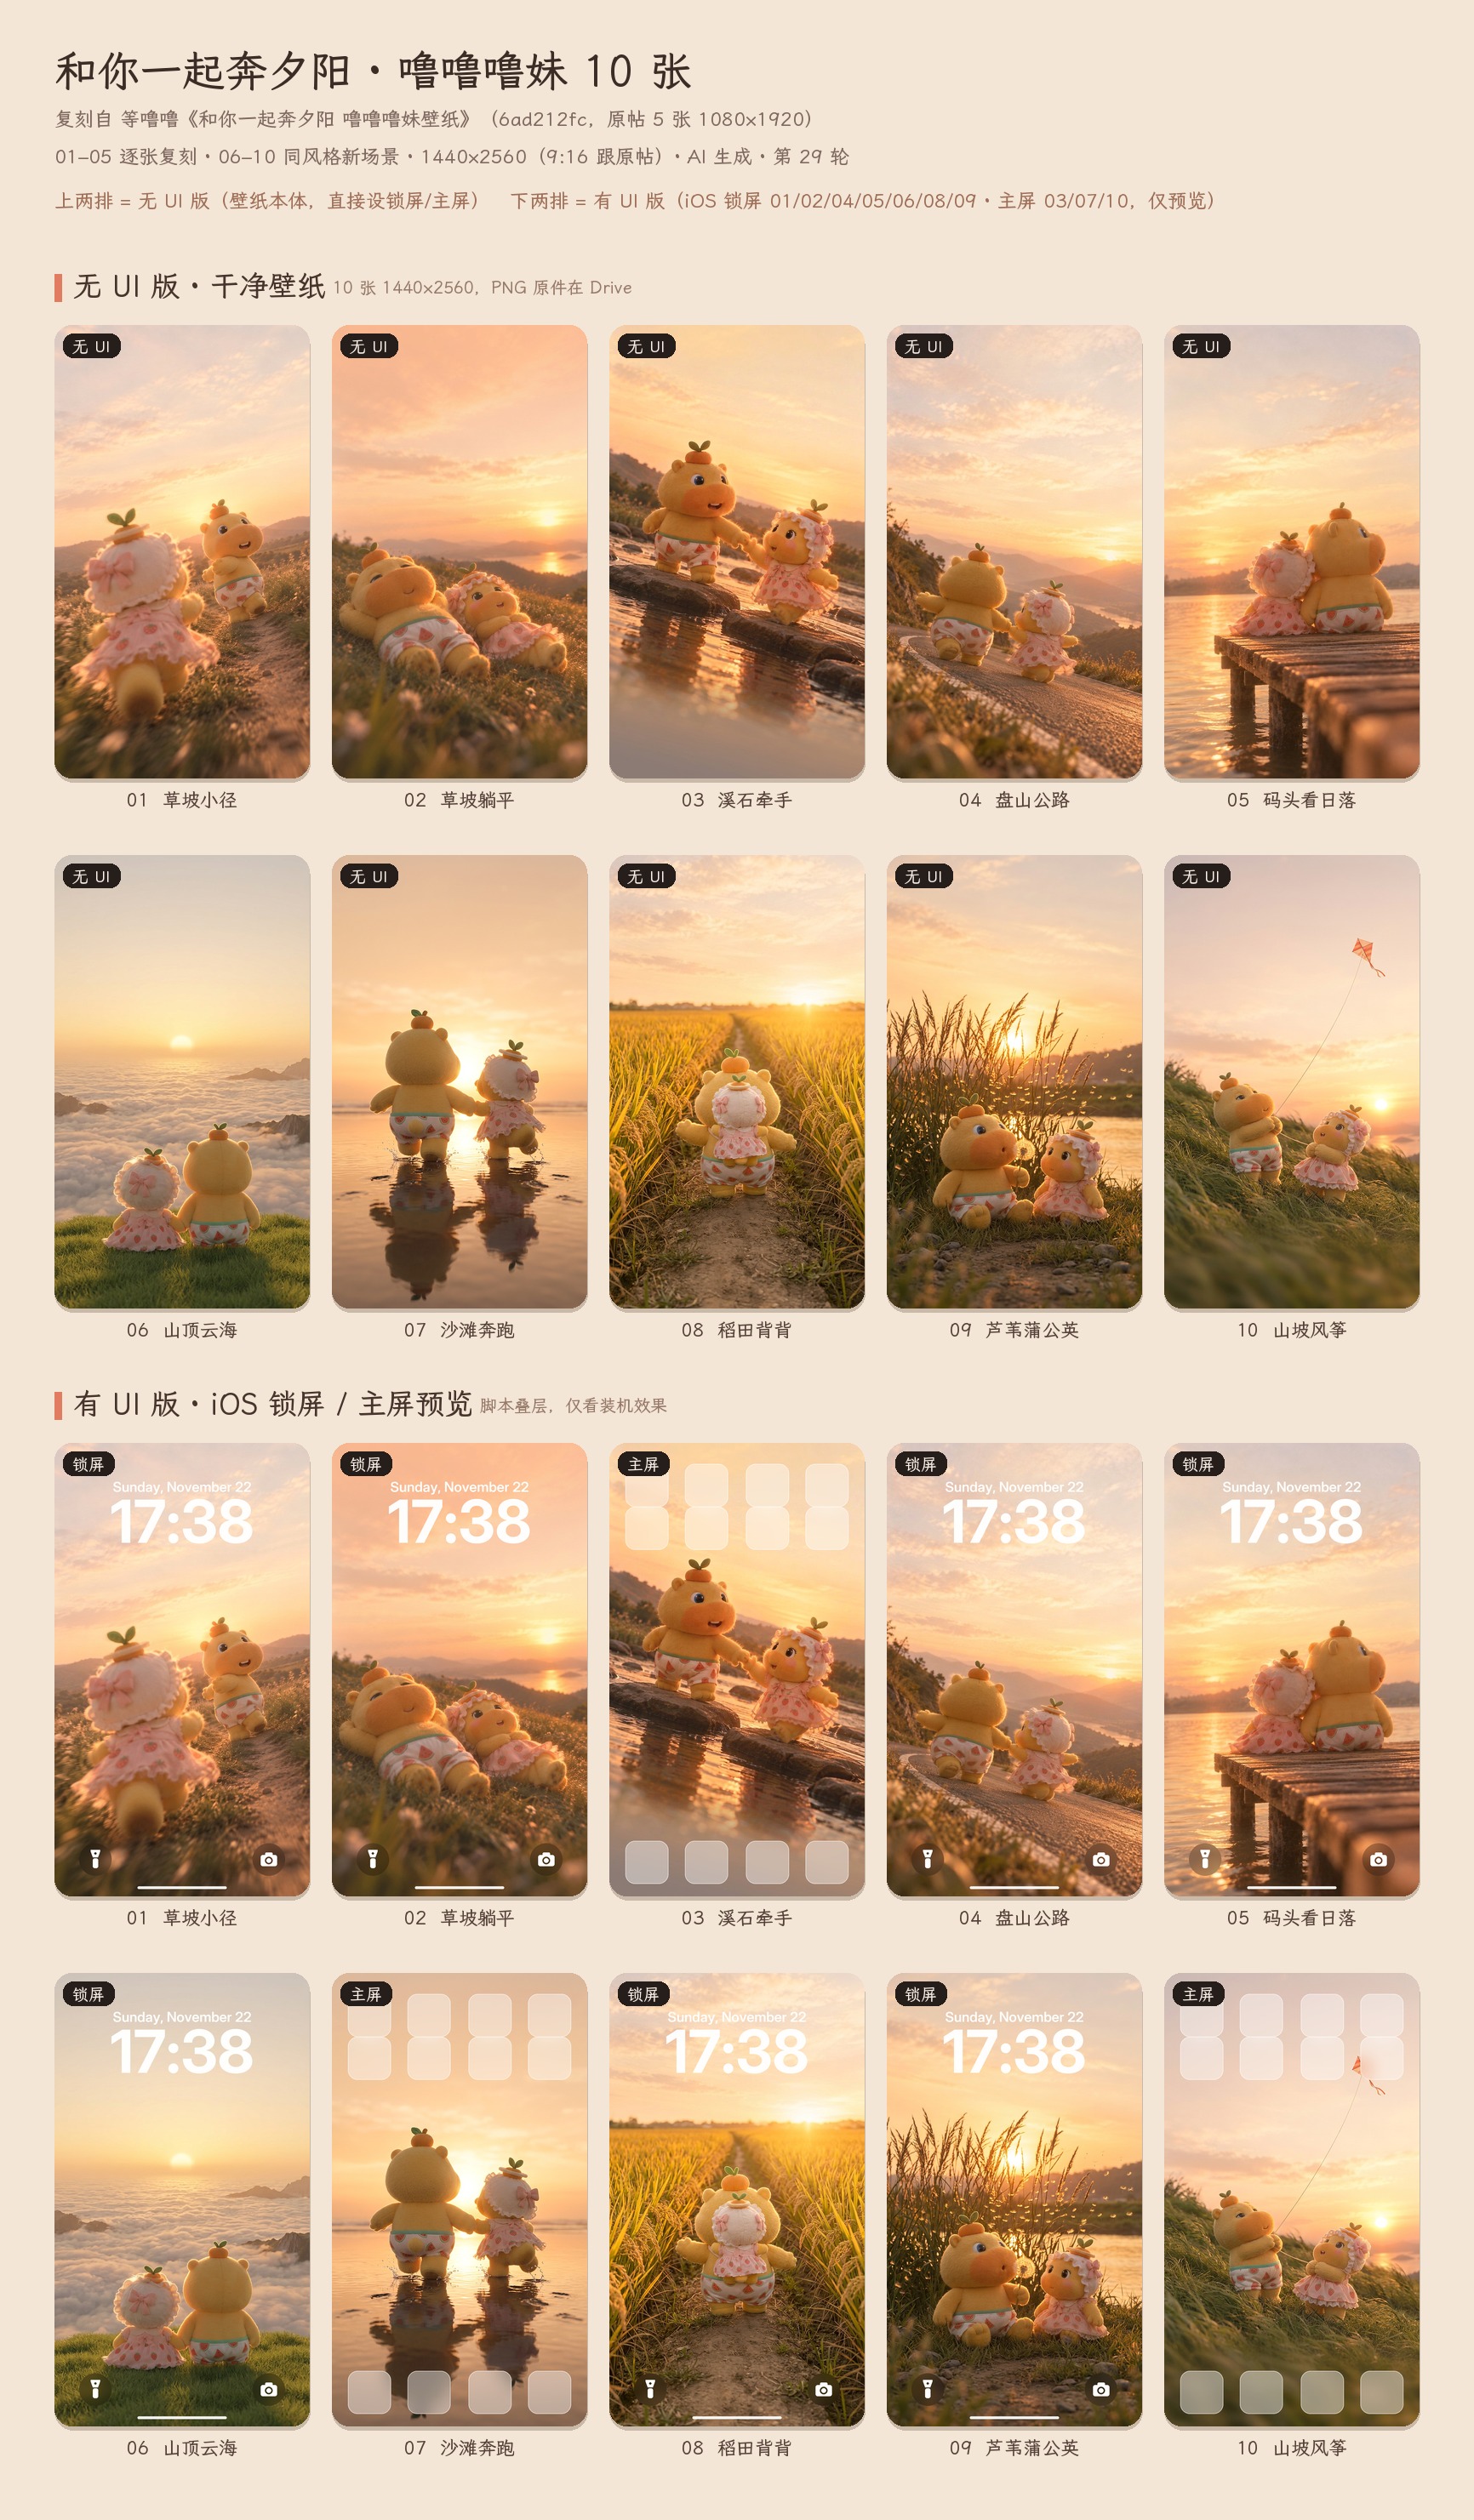 和你一起奔夕阳·噜噜噜妹 10 张
复刻自 等噜噜《和你一起奔夕阳 噜噜噜妹壁纸》（6ad212fc，原帖 5 张 1080x1920）
01–05 逐张复刻·06–10 同风格新场景·1440x2560（9:16 跟原帖）·AI 生成·第 29 轮
上两排 = 无 UI 版（壁纸本体，直接设锁屏/主屏） 下两排 = 有 UI 版（iOS 锁屏 01/02/04/05/06/08/09·主屏 03/07/10，仅预览）
无 UI 版·干净壁纸 10 张 1440×2560，PNG 原件在 Drive
无 UI 无 UI 无 UI 无 UI 无 UI
01 草坡小径 02 草坡躺平 03 溪石牵手 04 盘山公路 05 码头看日落
无 UI 无 UI 无 UI 无 UI 无 UI
06 山顶云海 07 沙滩奔跑 08 稻田背背 09 芦苇蒲公英 10 山坡风筝
有 UI 版·iOS 锁屏 / 主屏预览 脚本叠层，仅看装机效果
锁屏 锁屏 主屏 锁屏 锁屏
Sunday, November 22 Sunday, November 22 Sunday, November 22 Sunday, November 22
17:38 17:38 17:38 17:38
01 草坡小径 02 草坡躺平 03 溪石牵手 04 盘山公路 05 码头看日落
锁屏 主屏 锁屏 锁屏 主屏
Sunday, November 22 Sunday, November 22 Sunday, November 22
17:38 17:38 17:38
06 山顶云海 07 沙滩奔跑 08 稻田背背 09 芦苇蒲公英 10 山坡风筝